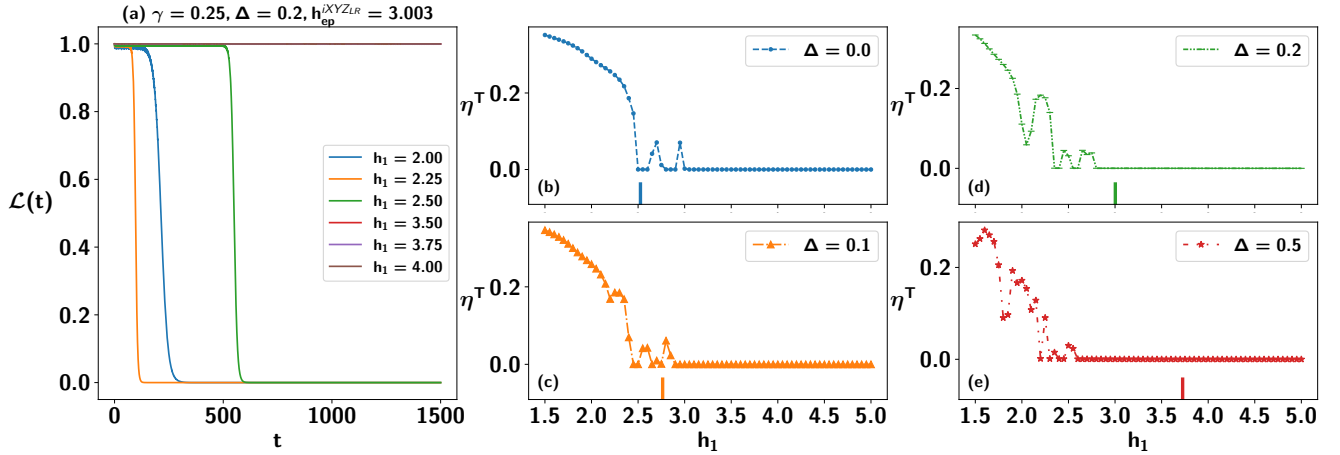 (a) γ = 0.25, Δ = 0.2, h_ep^{iXYZ_LR} = 3.003
1.0
0.8
0.6
0.4
0.2
0.0
ℒ(t)
0
500
1000
1500
t
h₁ = 2.00
h₁ = 2.25
h₁ = 2.50
h₁ = 3.50
h₁ = 3.75
h₁ = 4.00
η^T
0.2
0.0
Δ = 0.0
(b)
η^T
0.2
0.0
Δ = 0.1
(c)
1.5 2.0 2.5 3.0 3.5 4.0 4.5 5.0
h₁
η^T
0.2
0.0
Δ = 0.2
(d)
η^T
0.2
0.0
Δ = 0.5
(e)
1.5 2.0 2.5 3.0 3.5 4.0 4.5 5.0
h₁